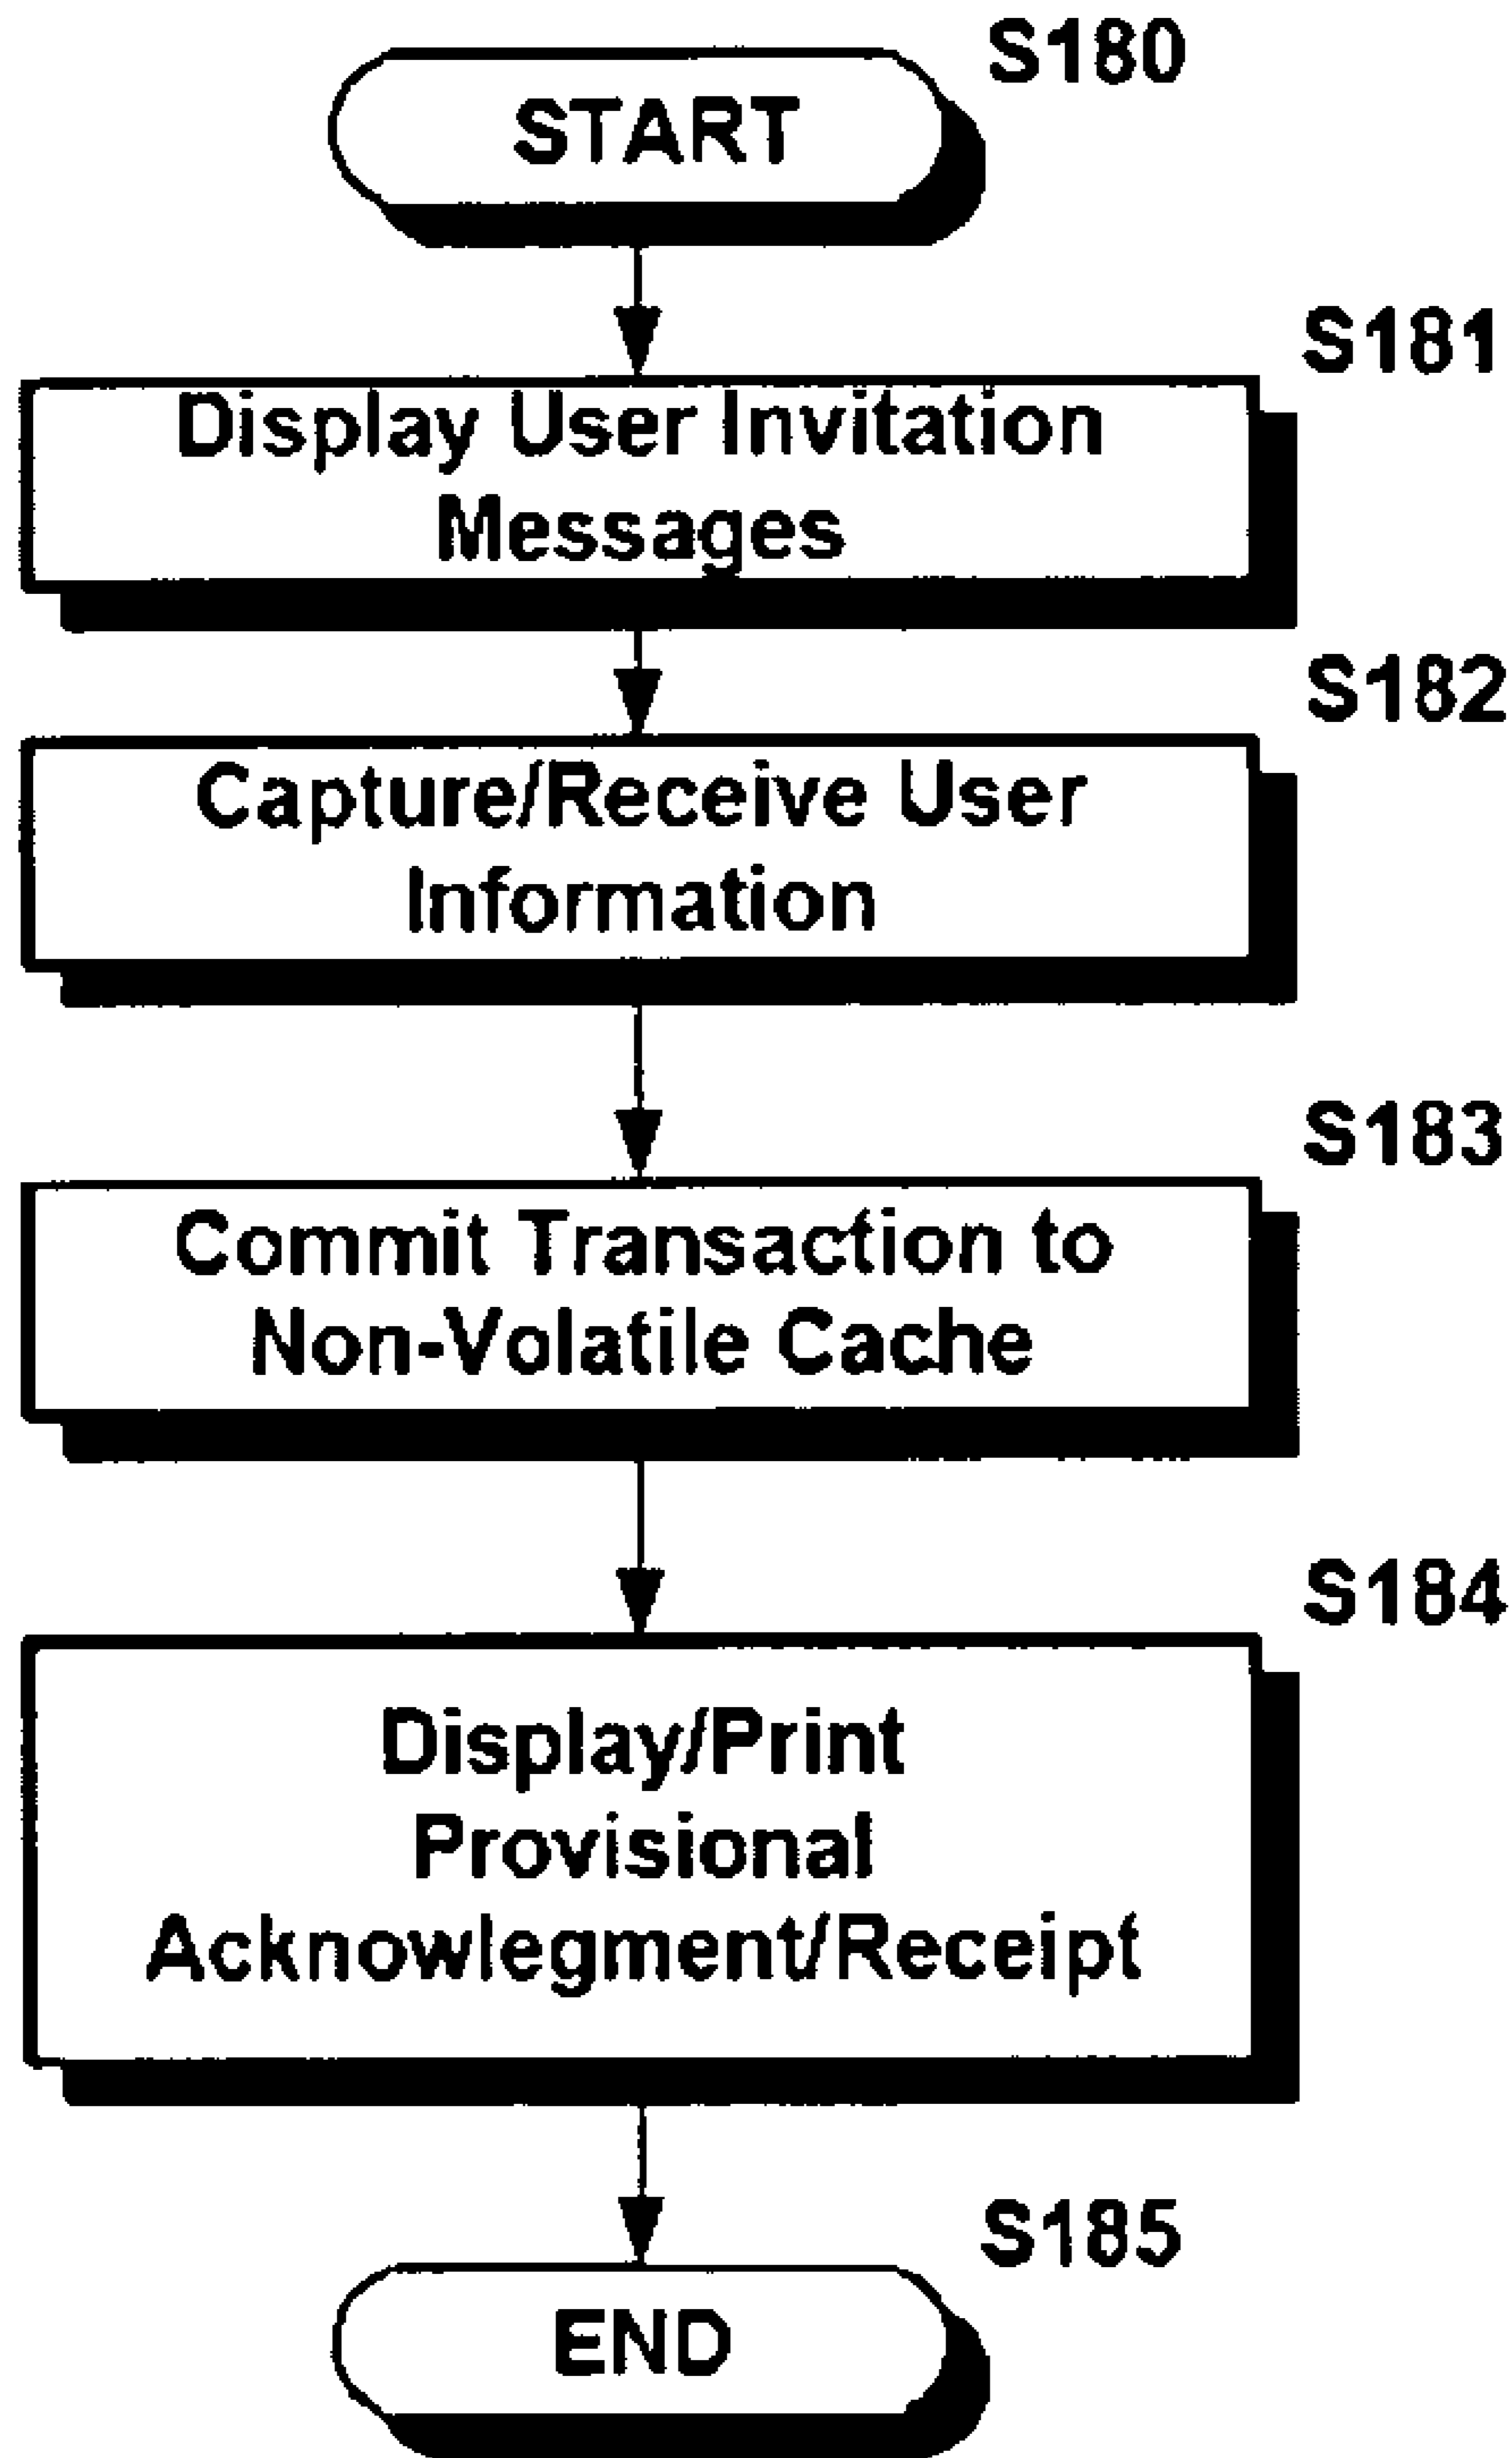 S180
START
S181
Display User Invitation
Messages
S182
Capture/Receive User
Information
S183
Commit Transaction to
Non-Volatile Cache
S184
Display/Print
Provisional
Acknowlegment/Receipt
S185
END